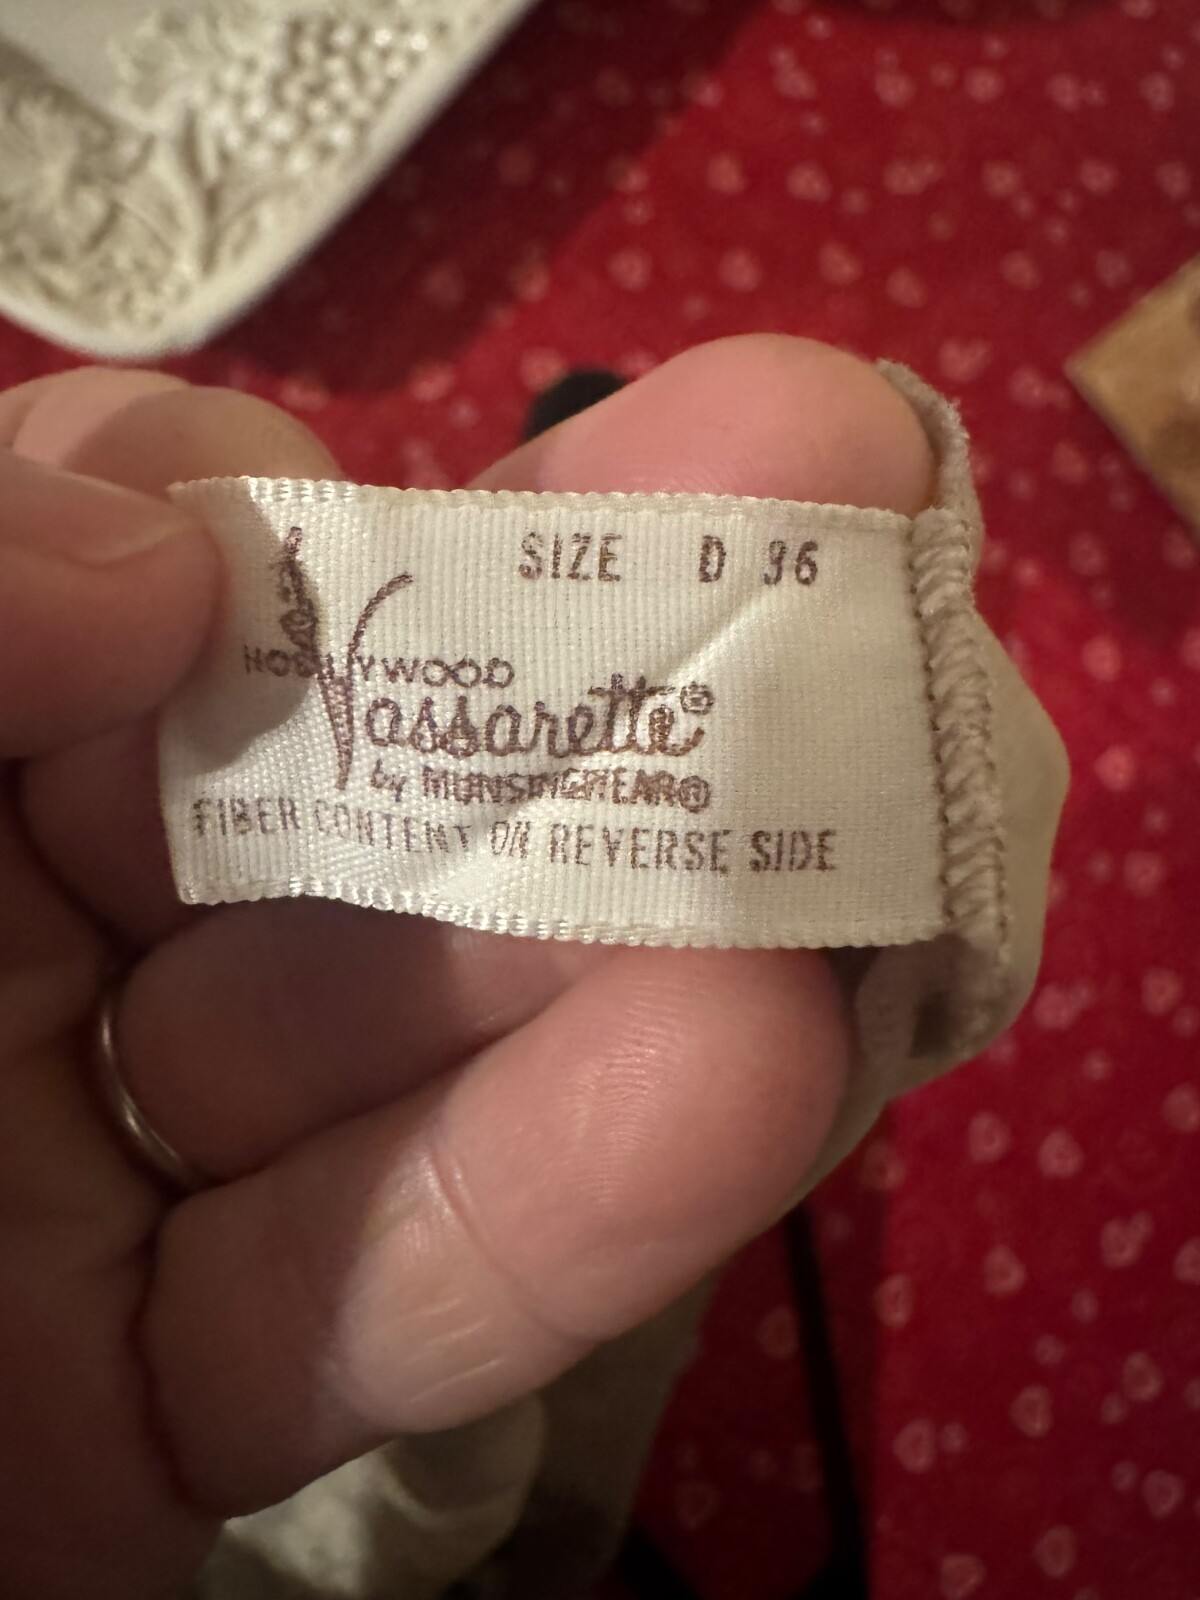 SIZE D 36
HOLLYWOOD
Vassarette®
by MUNSINGWEAR®
FIBER CONTENT ON REVERSE SIDE